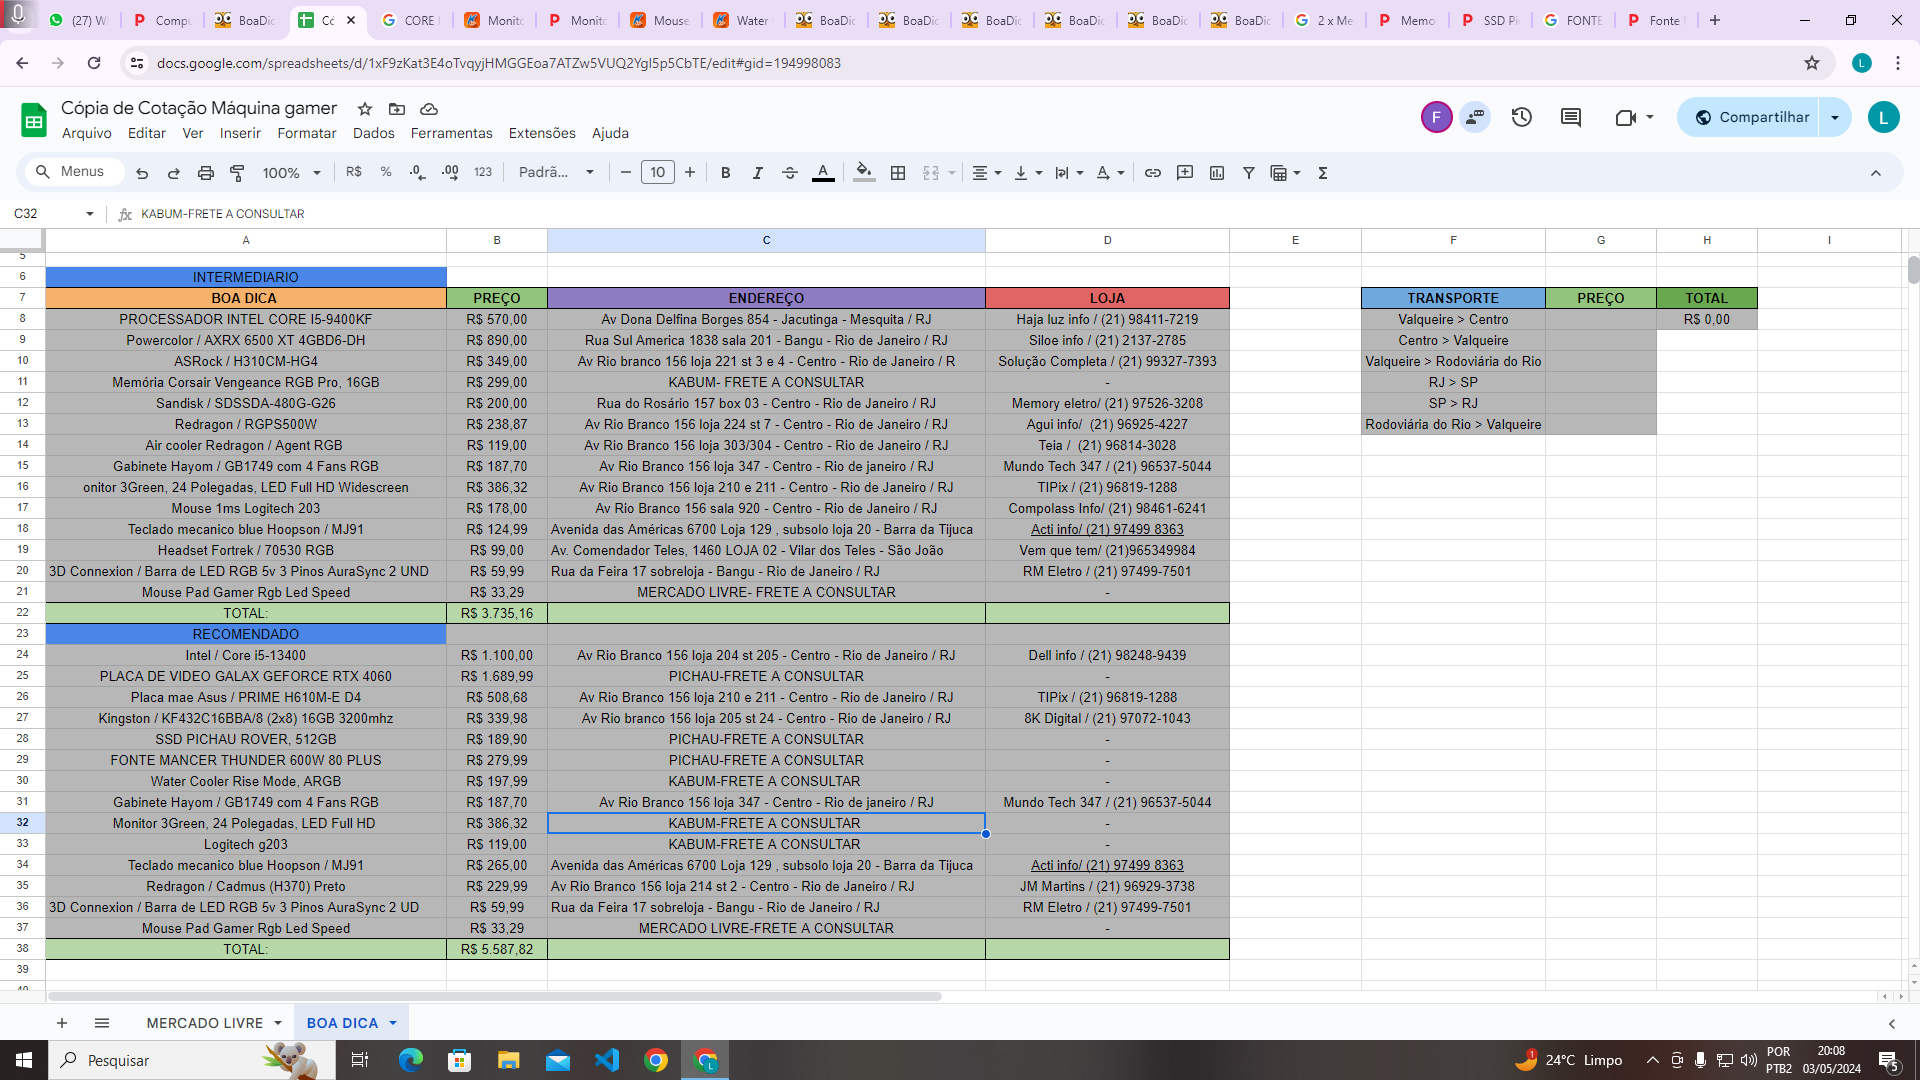 (27) W
Compu
BoaDic
Có
CORE
Monito
Monito
Mouse
Water
BoaDic
BoaDic
BoaDic
BoaDic
BoaDic
BoaDic
2 x Me
Memo
SSD Pi
FONTE
Fonte
docs.google.com/spreadsheets/d/1xF9zKat3E4oTvqyjHMGGEoa7ATZw5VUQ2YgI5p5CbTE/edit#gid=194998083
L
Cópia de Cotação Máquina gamer
Arquivo Editar Ver Inserir Formatar Dados Ferramentas Extensões Ajuda
F
Compartilhar
L
Menus 100% R$ % .0 .00 123 Padrã... 10 B I A
C32 fx KABUM-FRETE A CONSULTAR
A B C D E F G H I
5
6 INTERMEDIARIO
7 BOA DICA PREÇO ENDEREÇO LOJA TRANSPORTE PREÇO TOTAL
8 PROCESSADOR INTEL CORE I5-9400KF R$ 570,00 Av Dona Delfina Borges 854 - Jacutinga - Mesquita / RJ Haja luz info / (21) 98411-7219 Valqueire > Centro R$ 0,00
9 Powercolor / AXRX 6500 XT 4GBD6-DH R$ 890,00 Rua Sul America 1838 sala 201 - Bangu - Rio de Janeiro / RJ Siloe info / (21) 2137-2785 Centro > Valqueire
10 ASRock / H310CM-HG4 R$ 349,00 Av Rio branco 156 loja 221 st 3 e 4 - Centro - Rio de Janeiro / R Solução Completa / (21) 99327-7393 Valqueire > Rodoviária do Rio
11 Memória Corsair Vengeance RGB Pro, 16GB R$ 299,00 KABUM- FRETE A CONSULTAR - RJ > SP
12 Sandisk / SDSSDA-480G-G26 R$ 200,00 Rua do Rosário 157 box 03 - Centro - Rio de Janeiro / RJ Memory eletro/ (21) 97526-3208 SP > RJ
13 Redragon / RGPS500W R$ 238,87 Av Rio Branco 156 loja 224 st 7 - Centro - Rio de Janeiro / RJ Agui info/ (21) 96925-4227 Rodoviária do Rio > Valqueire
14 Air cooler Redragon / Agent RGB R$ 119,00 Av Rio Branco 156 loja 303/304 - Centro - Rio de Janeiro / RJ Teia / (21) 96814-3028
15 Gabinete Hayom / GB1749 com 4 Fans RGB R$ 187,70 Av Rio Branco 156 loja 347 - Centro - Rio de janeiro / RJ Mundo Tech 347 / (21) 96537-5044
16 onitor 3Green, 24 Polegadas, LED Full HD Widescreen R$ 386,32 Av Rio Branco 156 loja 210 e 211 - Centro - Rio de Janeiro / RJ TIPix / (21) 96819-1288
17 Mouse 1ms Logitech 203 R$ 178,00 Av Rio Branco 156 sala 920 - Centro - Rio de Janeiro / RJ Compolass Info/ (21) 98461-6241
18 Teclado mecanico blue Hoopson / MJ91 R$ 124,99 Avenida das Américas 6700 Loja 129 , subsolo loja 20 - Barra da Tijuca Acti info/ (21) 97499 8363
19 Headset Fortrek / 70530 RGB R$ 99,00 Av. Comendador Teles, 1460 LOJA 02 - Vilar dos Teles - São João Vem que tem/ (21)965349984
20 3D Connexion / Barra de LED RGB 5v 3 Pinos AuraSync 2 UND R$ 59,99 Rua da Feira 17 sobreloja - Bangu - Rio de Janeiro / RJ RM Eletro / (21) 97499-7501
21 Mouse Pad Gamer Rgb Led Speed R$ 33,29 MERCADO LIVRE- FRETE A CONSULTAR -
22 TOTAL: R$ 3.735,16
23 RECOMENDADO
24 Intel / Core i5-13400 R$ 1.100,00 Av Rio Branco 156 loja 204 st 205 - Centro - Rio de Janeiro / RJ Dell info / (21) 98248-9439
25 PLACA DE VIDEO GALAX GEFORCE RTX 4060 R$ 1.689,99 PICHAU-FRETE A CONSULTAR -
26 Placa mae Asus / PRIME H610M-E D4 R$ 508,68 Av Rio Branco 156 loja 210 e 211 - Centro - Rio de Janeiro / RJ TIPix / (21) 96819-1288
27 Kingston / KF432C16BBA/8 (2x8) 16GB 3200mhz R$ 339,98 Av Rio branco 156 loja 205 st 24 - Centro - Rio de Janeiro / RJ 8K Digital / (21) 97072-1043
28 SSD PICHAU ROVER, 512GB R$ 189,90 PICHAU-FRETE A CONSULTAR -
29 FONTE MANCER THUNDER 600W 80 PLUS R$ 279,99 PICHAU-FRETE A CONSULTAR -
30 Water Cooler Rise Mode, ARGB R$ 197,99 KABUM-FRETE A CONSULTAR -
31 Gabinete Hayom / GB1749 com 4 Fans RGB R$ 187,70 Av Rio Branco 156 loja 347 - Centro - Rio de janeiro / RJ Mundo Tech 347 / (21) 96537-5044
32 Monitor 3Green, 24 Polegadas, LED Full HD R$ 386,32 KABUM-FRETE A CONSULTAR -
33 Logitech g203 R$ 119,00 KABUM-FRETE A CONSULTAR -
34 Teclado mecanico blue Hoopson / MJ91 R$ 265,00 Avenida das Américas 6700 Loja 129 , subsolo loja 20 - Barra da Tijuca Acti info/ (21) 97499 8363
35 Redragon / Cadmus (H370) Preto R$ 229,99 Av Rio Branco 156 loja 214 st 2 - Centro - Rio de Janeiro / RJ JM Martins / (21) 96929-3738
36 3D Connexion / Barra de LED RGB 5v 3 Pinos AuraSync 2 UD R$ 59,99 Rua da Feira 17 sobreloja - Bangu - Rio de Janeiro / RJ RM Eletro / (21) 97499-7501
37 Mouse Pad Gamer Rgb Led Speed R$ 33,29 MERCADO LIVRE-FRETE A CONSULTAR -
38 TOTAL: R$ 5.587,82
39
MERCADO LIVRE BOA DICA
Pesquisar
24°C Limpo
POR
PTB2
20:08
03/05/2024
5